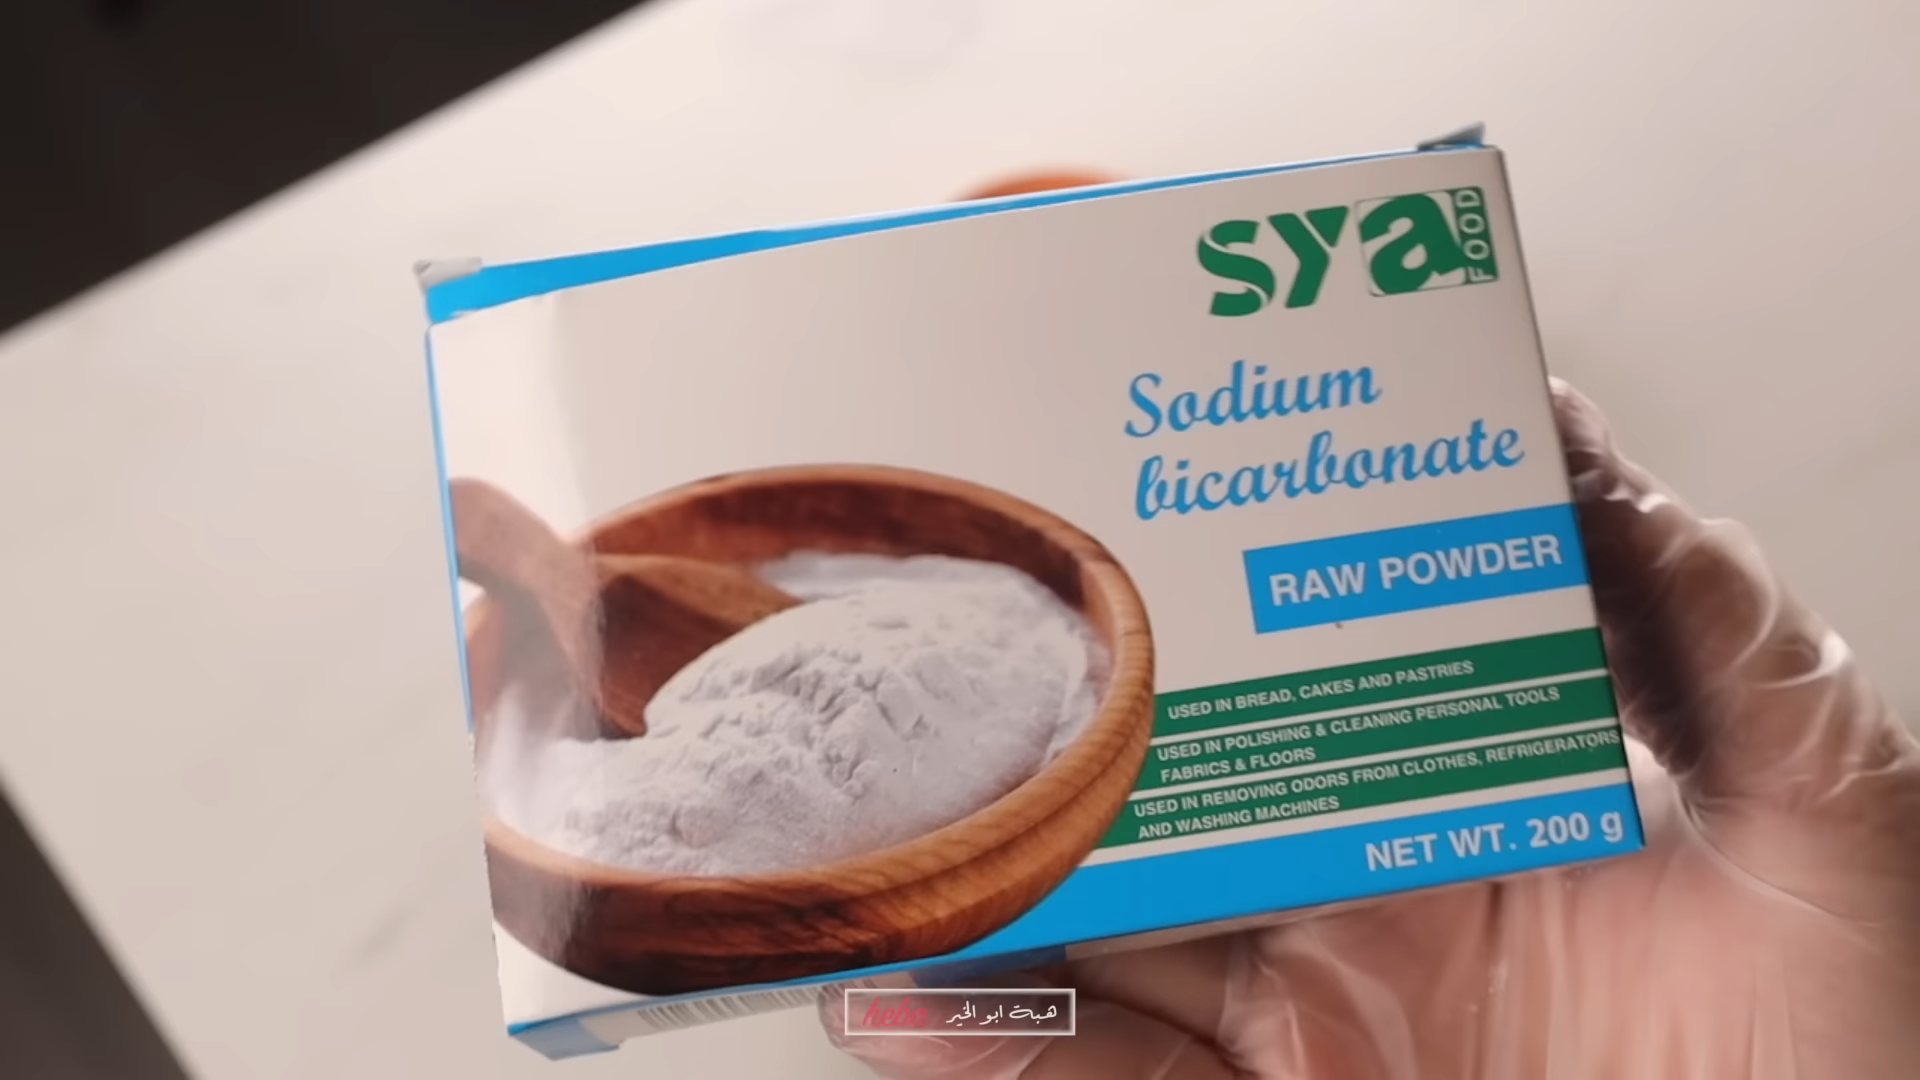 sya FOOD
Sodium
bicarbonate
RAW POWDER
USED IN BREAD, CAKES AND PASTRIES
USED IN POLISHING & CLEANING PERSONAL TOOLS
FABRICS & FLOORS
USED IN REMOVING ODORS FROM CLOTHES, REFRIGERATORS
AND WASHING MACHINES
NET WT. 200 g
heba هبة ابو الخير